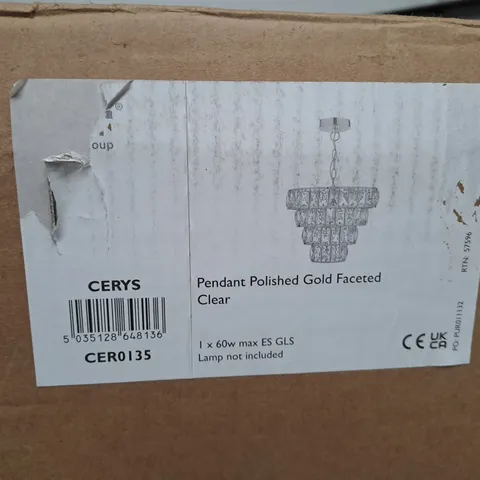 oup
CERYS
5 035128 648136
CER0135
Pendant Polished Gold Faceted
Clear
1 x 60w max ES GLS
Lamp not included
CE UK CA
RTN: 57596
PO: PUR011132